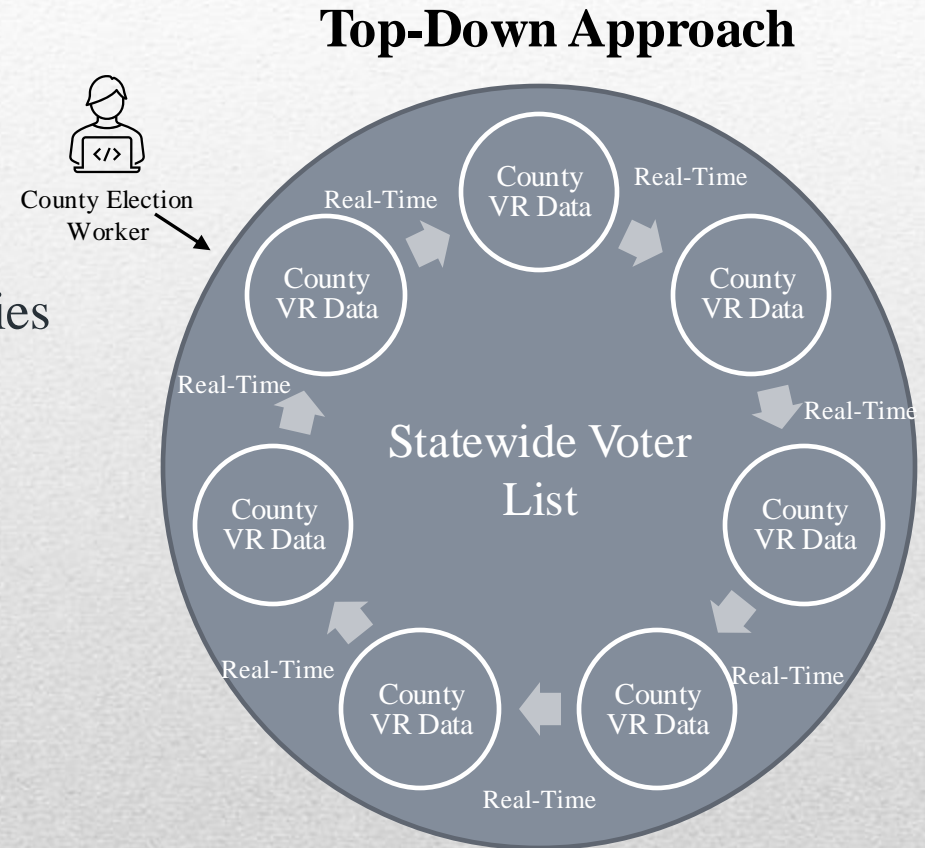 Top-Down Approach
County Election
Worker
ies
Real-Time
County
VR Data
Real-Time
County
VR Data
County
VR Data
Real-Time
Real-Time
Statewide Voter
List
County
VR Data
County
VR Data
Real-Time
Real-Time
County
VR Data
County
VR Data
Real-Time